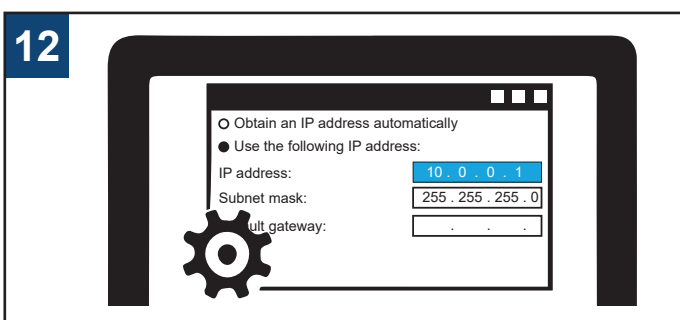 12
Obtain an IP address automatically
Use the following IP address:
IP address: 10 . 0 . 0 . 1
Subnet mask: 255 . 255 . 255 . 0
ult gateway: . . .